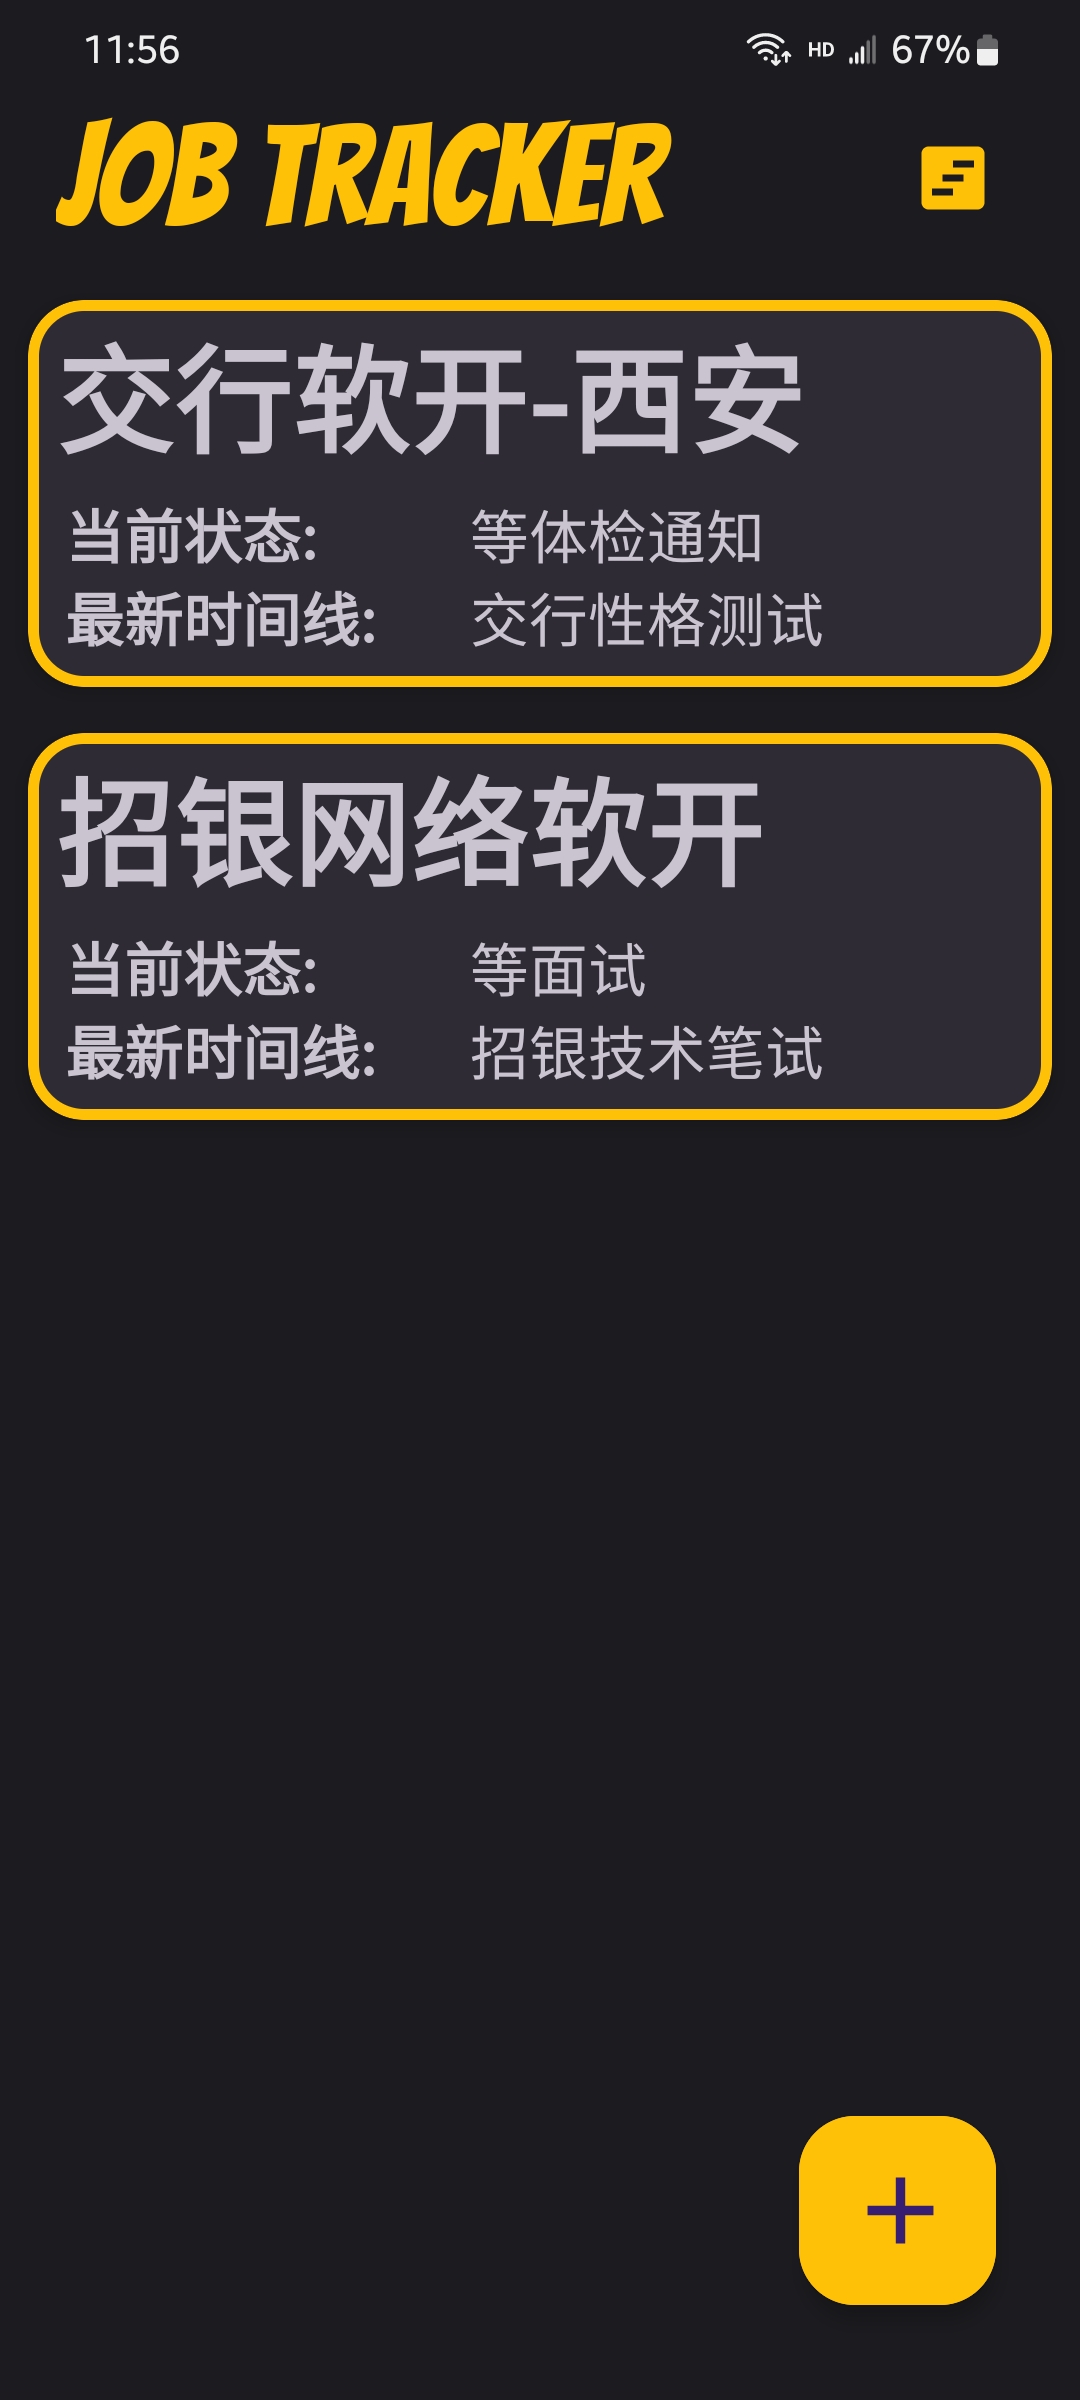 11:56
HD
67%
JOB TRACKER
交行软开-西安
当前状态: 等体检通知
最新时间线: 交行性格测试
招银网络软开
当前状态: 等面试
最新时间线: 招银技术笔试